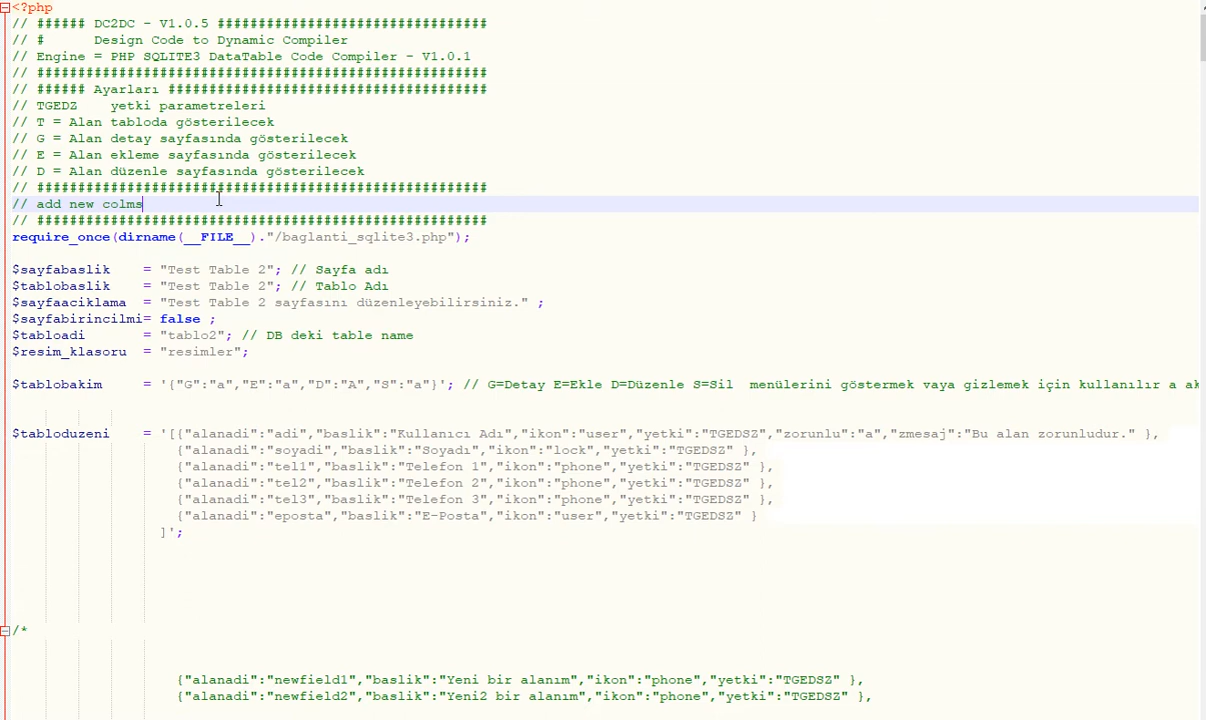 <?php
// ###### DC2DC - V1.0.5 #################################
// #      Design Code to Dynamic Compiler
// Engine = PHP SQLITE3 DataTable Code Compiler - V1.0.1
// #######################################################
// ###### Ayarları #######################################
// TGEDZ    yetki parametreleri
// T = Alan tabloda gösterilecek
// G = Alan detay sayfasında gösterilecek
// E = Alan ekleme sayfasında gösterilecek
// D = Alan düzenle sayfasında gösterilecek
// #######################################################
// add new colms
// #######################################################
require_once(dirname(__FILE__)."/baglanti_sqlite3.php");
$sayfabaslik    = "Test Table 2"; // Sayfa adı
$tablobaslik    = "Test Table 2"; // Tablo Adı
$sayfaaciklama  = "Test Table 2 sayfasını düzenleyebilirsiniz." ;
$sayfabirincilmi= false ;
$tabloadi       = "tablo2"; // DB deki table name
$resim_klasoru  = "resimler";
$tablobakim     = '{"G":"a","E":"a","D":"A","S":"a"}'; // G=Detay E=Ekle D=Düzenle S=Sil  menülerini göstermek vaya gizlemek için kullanılır a ak
$tabloduzeni    = '[{"alanadi":"adi","baslik":"Kullanıcı Adı","ikon":"user","yetki":"TGEDSZ","zorunlu":"a","zmesaj":"Bu alan zorunludur." },
{"alanadi":"soyadi","baslik":"Soyadı","ikon":"lock","yetki":"TGEDSZ" },
{"alanadi":"tel1","baslik":"Telefon 1","ikon":"phone","yetki":"TGEDSZ" },
{"alanadi":"tel2","baslik":"Telefon 2","ikon":"phone","yetki":"TGEDSZ" },
{"alanadi":"tel3","baslik":"Telefon 3","ikon":"phone","yetki":"TGEDSZ" },
{"alanadi":"eposta","baslik":"E-Posta","ikon":"user","yetki":"TGEDSZ" }
]';
/*
{"alanadi":"newfield1","baslik":"Yeni bir alanım","ikon":"phone","yetki":"TGEDSZ" },
{"alanadi":"newfield2","baslik":"Yeni2 bir alanım","ikon":"phone","yetki":"TGEDSZ" },